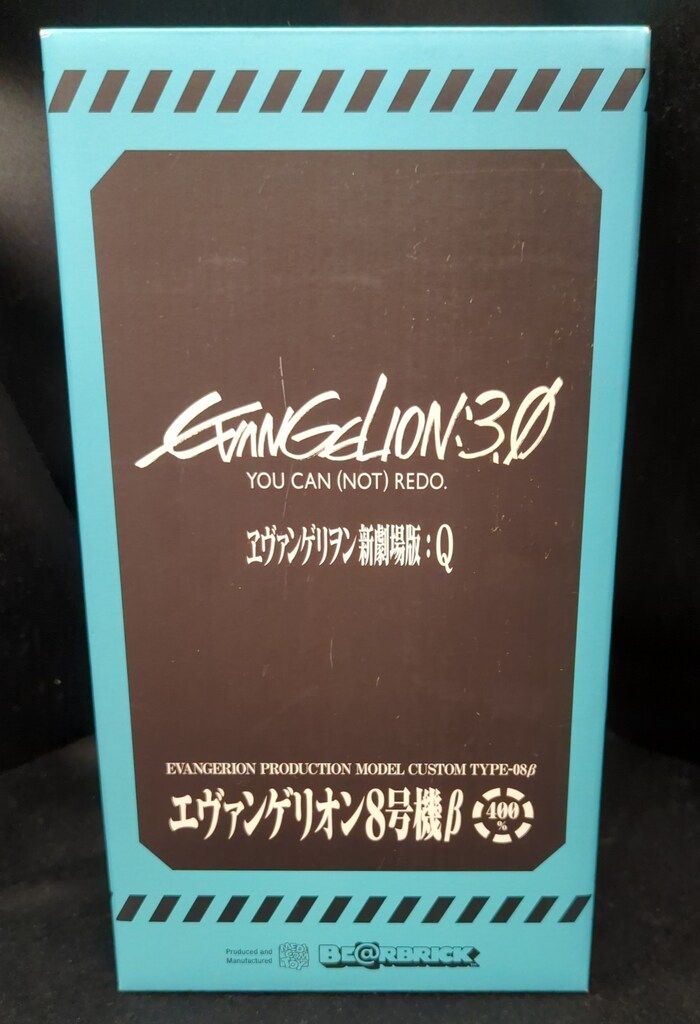 EVANGELION:3.0
YOU CAN (NOT) REDO.
ヱヴァンゲリヲン新劇場版:Q
EVANGERION PRODUCTION MODEL CUSTOM TYPE-08β
エヴァンゲリオン8号機β 400%
Produced and
Manufactured
MEDICOM TOY BE@RBRICK